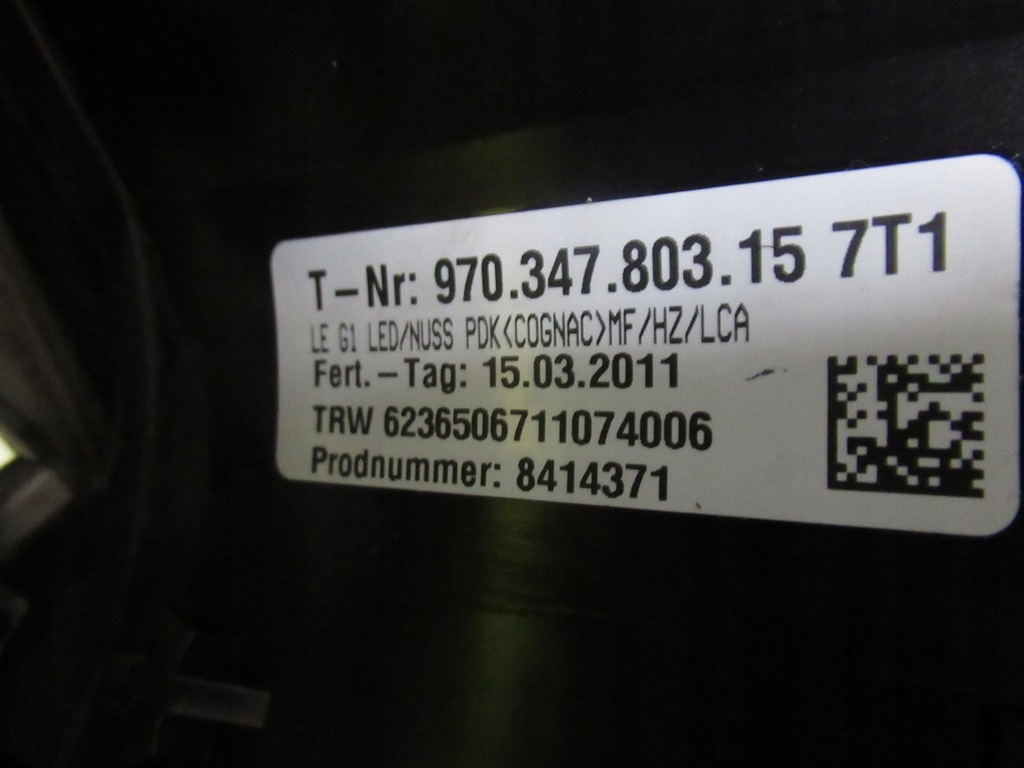 T-Nr: 970.347.803.15 7T1
LE G1 LED/NUSS PDK<COGNAC>MF/HZ/LCA
Fert.-Tag: 15.03.2011
TRW 6236506711074006
Prodnummer: 8414371